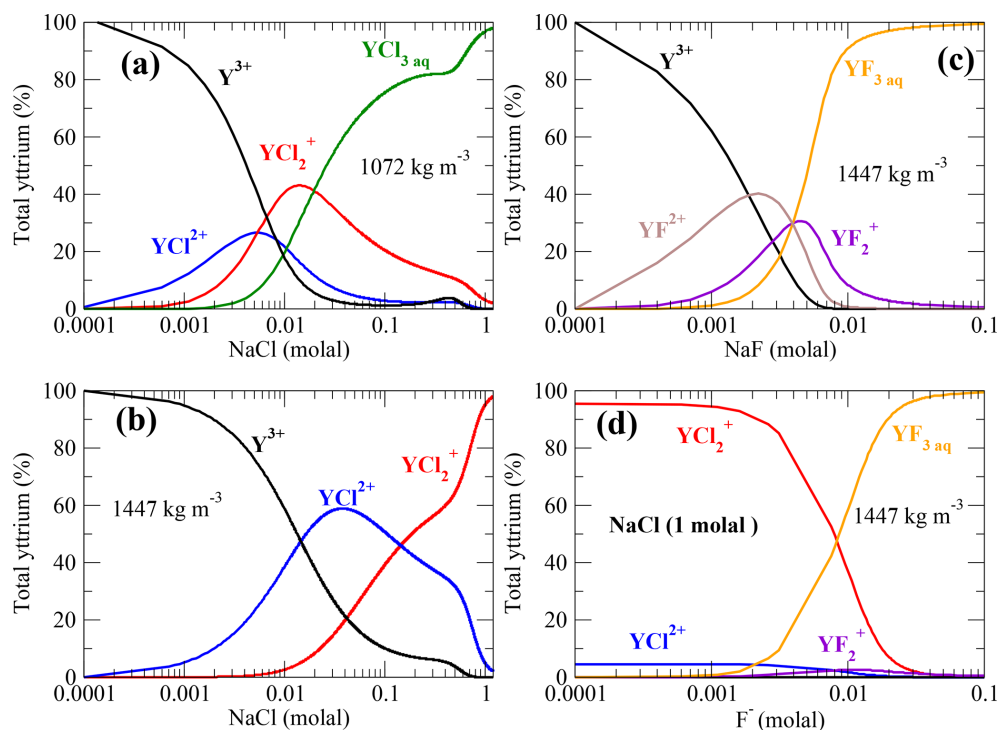 (a)
Y³⁺
YCl₃ ₐq
YCl₂⁺
YCl²⁺
1072 kg m⁻³
Total yttrium (%)
100
80
60
40
20
0
0.0001
0.001
0.01
0.1
1
NaCl (molal)
(c)
Y³⁺
YF₃ ₐq
1447 kg m⁻³
YF²⁺
YF₂⁺
Total yttrium (%)
100
80
60
40
20
0
0.0001
0.001
0.01
0.1
NaF (molal)
(b)
Y³⁺
YCl₂⁺
YCl²⁺
1447 kg m⁻³
Total yttrium (%)
100
80
60
40
20
0
0.0001
0.001
0.01
0.1
1
NaCl (molal)
(d)
YCl₂⁺
YF₃ ₐq
NaCl (1 molal )
1447 kg m⁻³
YCl²⁺
YF₂⁺
Total yttrium (%)
100
80
60
40
20
0
0.0001
0.001
0.01
0.1
F⁻ (molal)